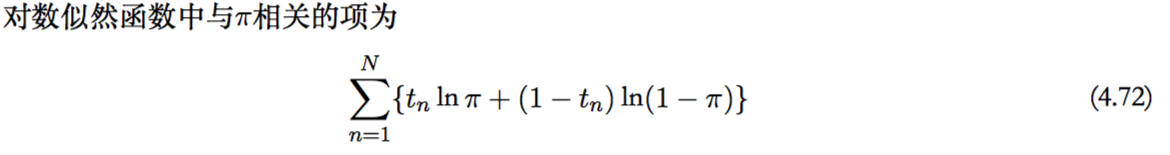 对数似然函数中与π相关的项为
\sum_{n=1}^{N} \{t_n \ln π + (1 − t_n) \ln(1 − π)\} (4.72)